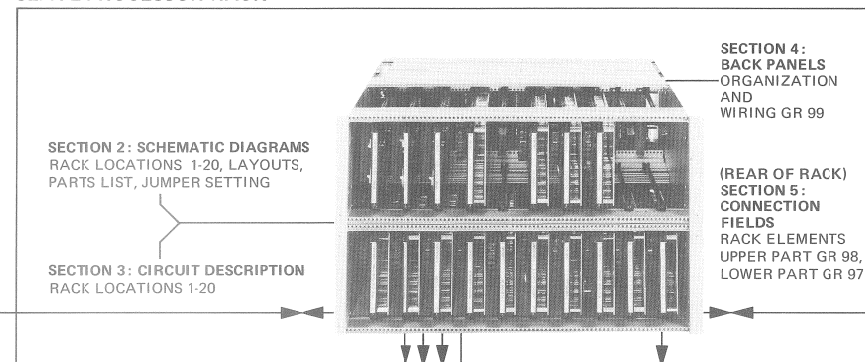 SECTION 4:
BACK PANELS
ORGANIZATION
AND
WIRING GR 99
SECTION 2: SCHEMATIC DIAGRAMS
RACK LOCATIONS 1-20, LAYOUTS,
PARTS LIST, JUMPER SETTING
(REAR OF RACK)
SECTION 5:
CONNECTION
FIELDS
RACK ELEMENTS
UPPER PART GR 98,
LOWER PART GR 97
SECTION 3: CIRCUIT DESCRIPTION
RACK LOCATIONS 1-20